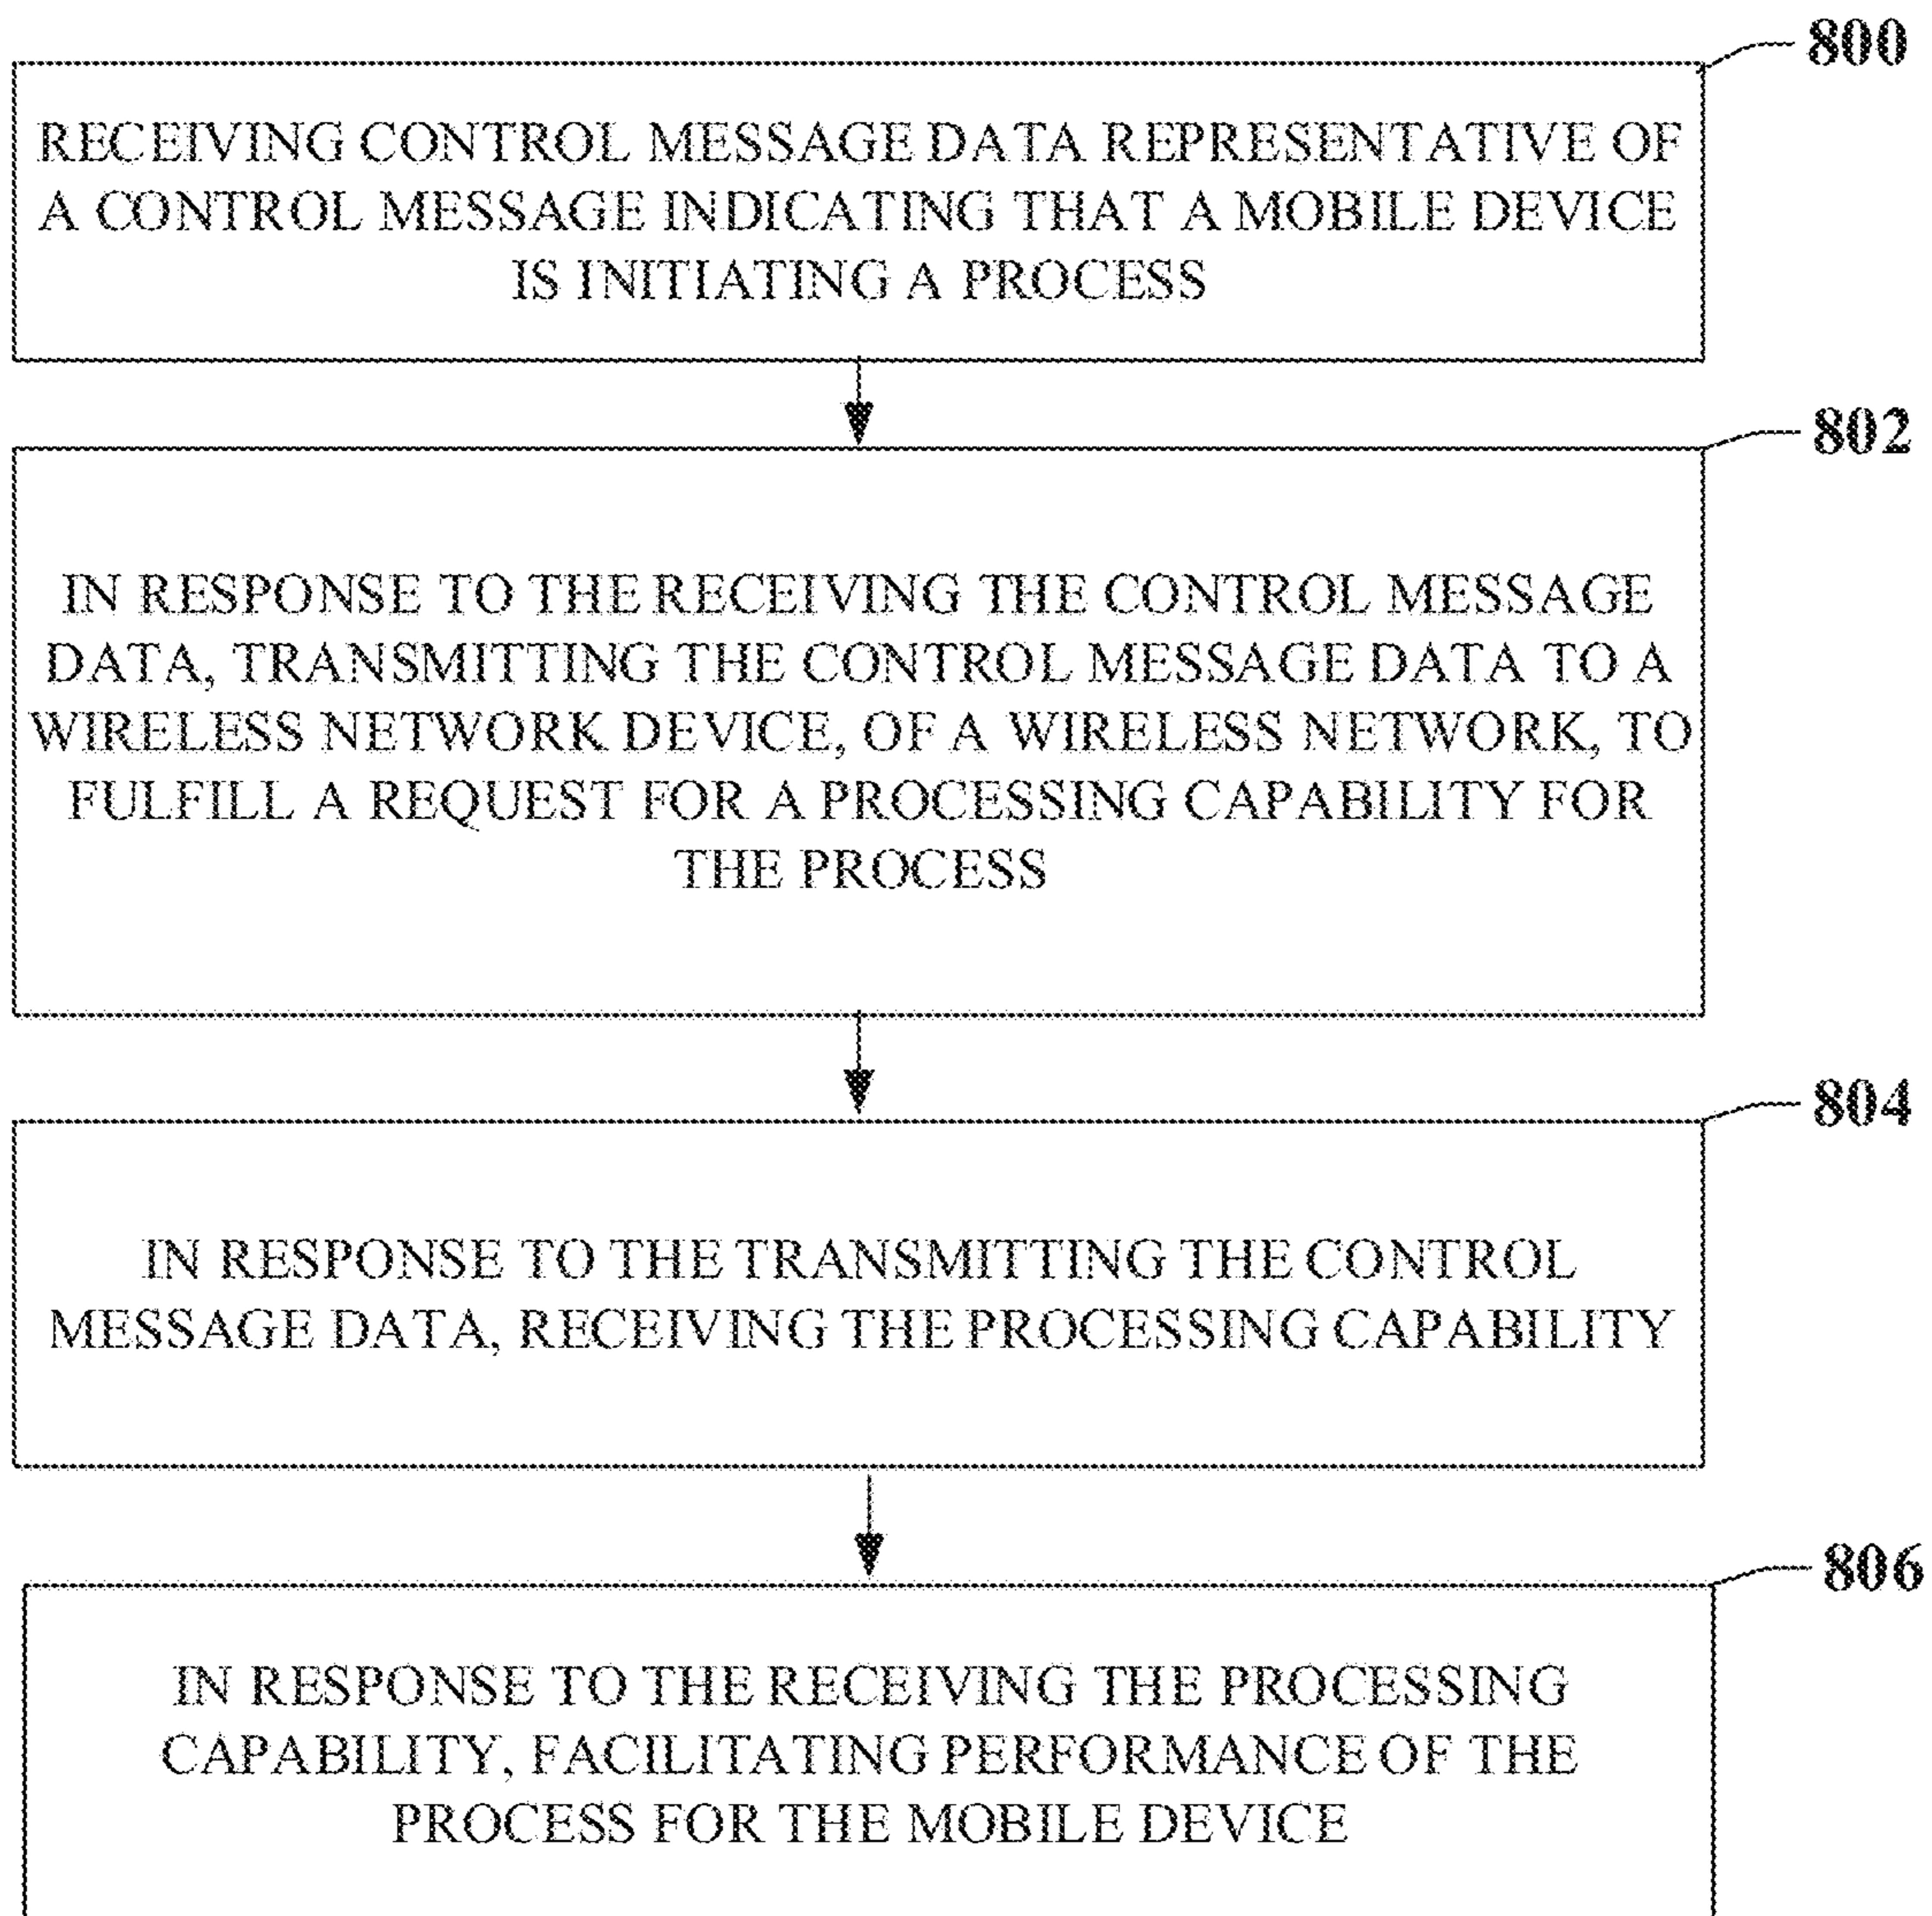 800
RECEIVING CONTROL MESSAGE DATA REPRESENTATIVE OF
A CONTROL MESSAGE INDICATING THAT A MOBILE DEVICE
IS INITIATING A PROCESS
802
IN RESPONSE TO THE RECEIVING THE CONTROL MESSAGE
DATA, TRANSMITTING THE CONTROL MESSAGE DATA TO A
WIRELESS NETWORK DEVICE, OF A WIRELESS NETWORK, TO
FULFILL A REQUEST FOR A PROCESSING CAPABILITY FOR
THE PROCESS
804
IN RESPONSE TO THE TRANSMITTING THE CONTROL
MESSAGE DATA, RECEIVING THE PROCESSING CAPABILITY
806
IN RESPONSE TO THE RECEIVING THE PROCESSING
CAPABILITY, FACILITATING PERFORMANCE OF THE
PROCESS FOR THE MOBILE DEVICE